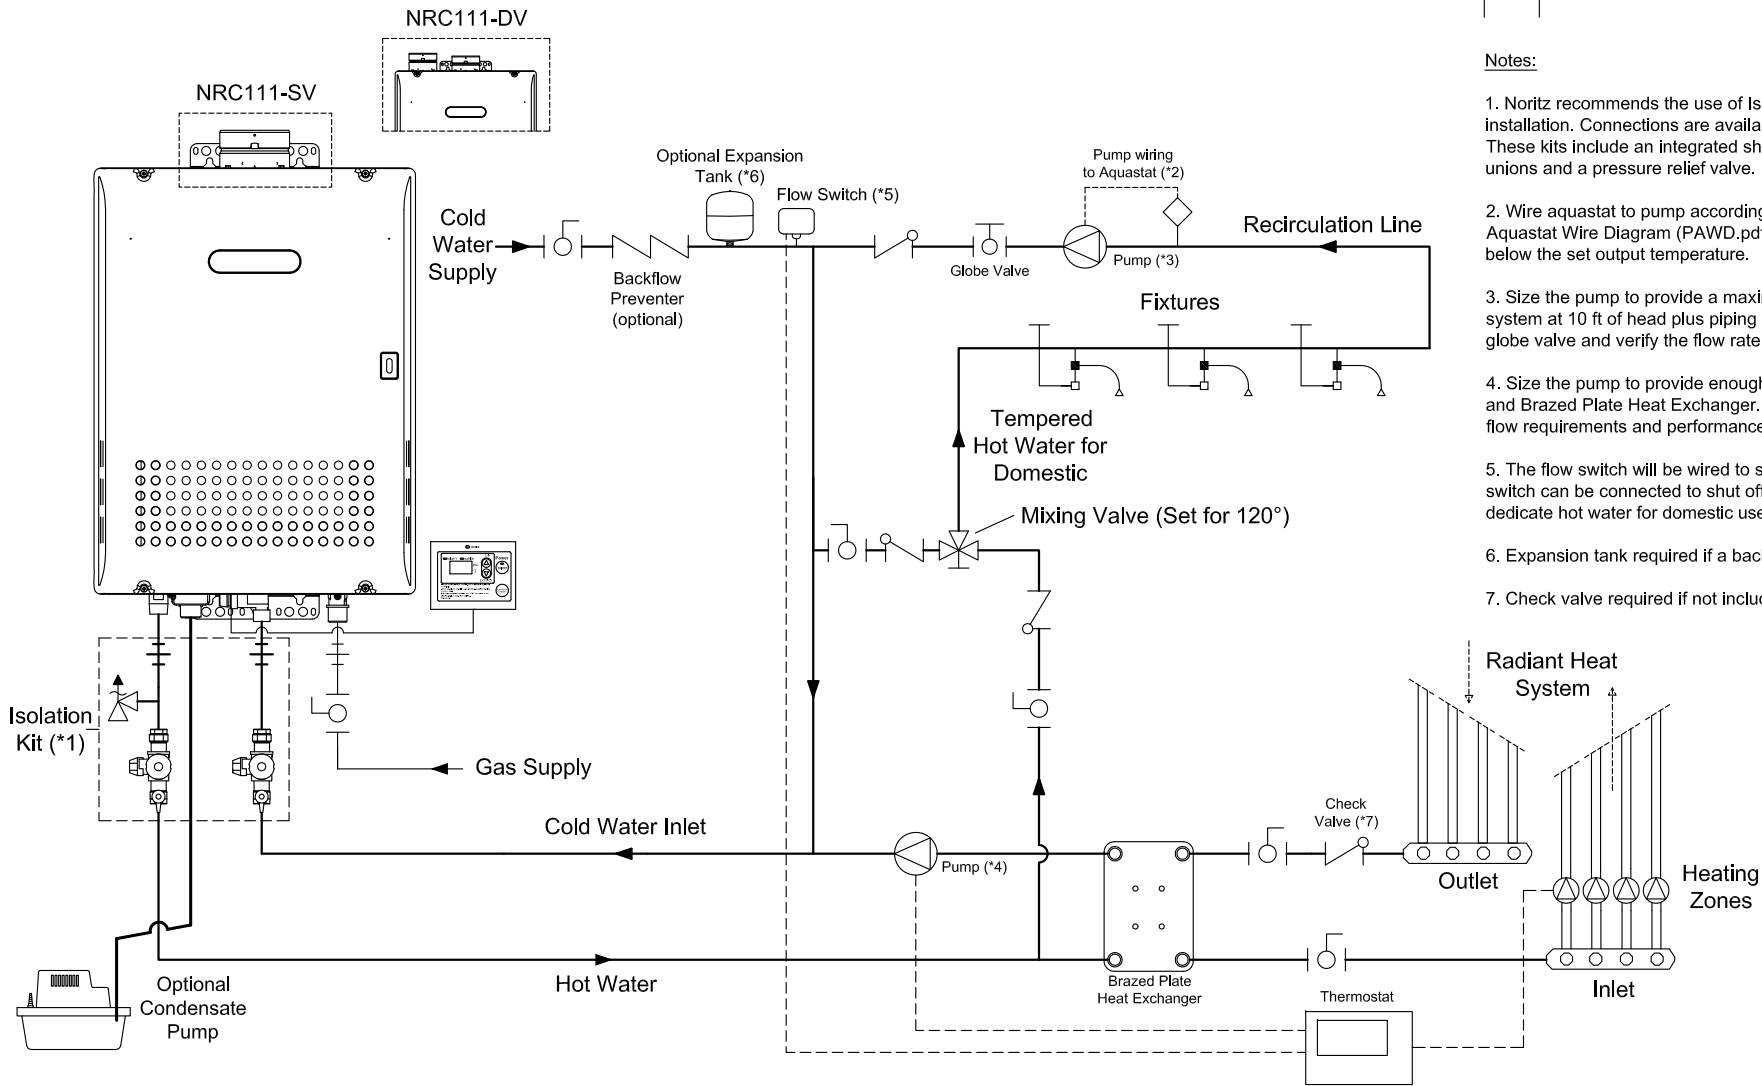 NRC111-DV
NRC111-SV
Optional Expansion
Tank (*6)
Flow Switch (*5)
Pump wiring
to Aquastat (*2)
Cold
Water
Supply
Recirculation Line
Backflow
Preventer
(optional)
Globe Valve
Pump (*3)
Fixtures
Tempered
Hot Water for
Domestic
Mixing Valve (Set for 120°)
Isolation
Kit (*1)
Gas Supply
Cold Water Inlet
Pump (*4)
Hot Water
Optional
Condensate
Pump
Brazed Plate
Heat Exchanger
Check
Valve (*7)
Radiant Heat
System
Outlet
Heating
Zones
Inlet
Thermostat
Notes:
1. Noritz recommends the use of Is
installation. Connections are availa
These kits include an integrated sh
unions and a pressure relief valve.
2. Wire aquastat to pump according
Aquastat Wire Diagram (PAWD.pdf
below the set output temperature.
3. Size the pump to provide a maxi
system at 10 ft of head plus piping
globe valve and verify the flow rate
4. Size the pump to provide enough
and Brazed Plate Heat Exchanger.
flow requirements and performance
5. The flow switch will be wired to s
switch can be connected to shut off
dedicate hot water for domestic use
6. Expansion tank required if a back
7. Check valve required if not includ